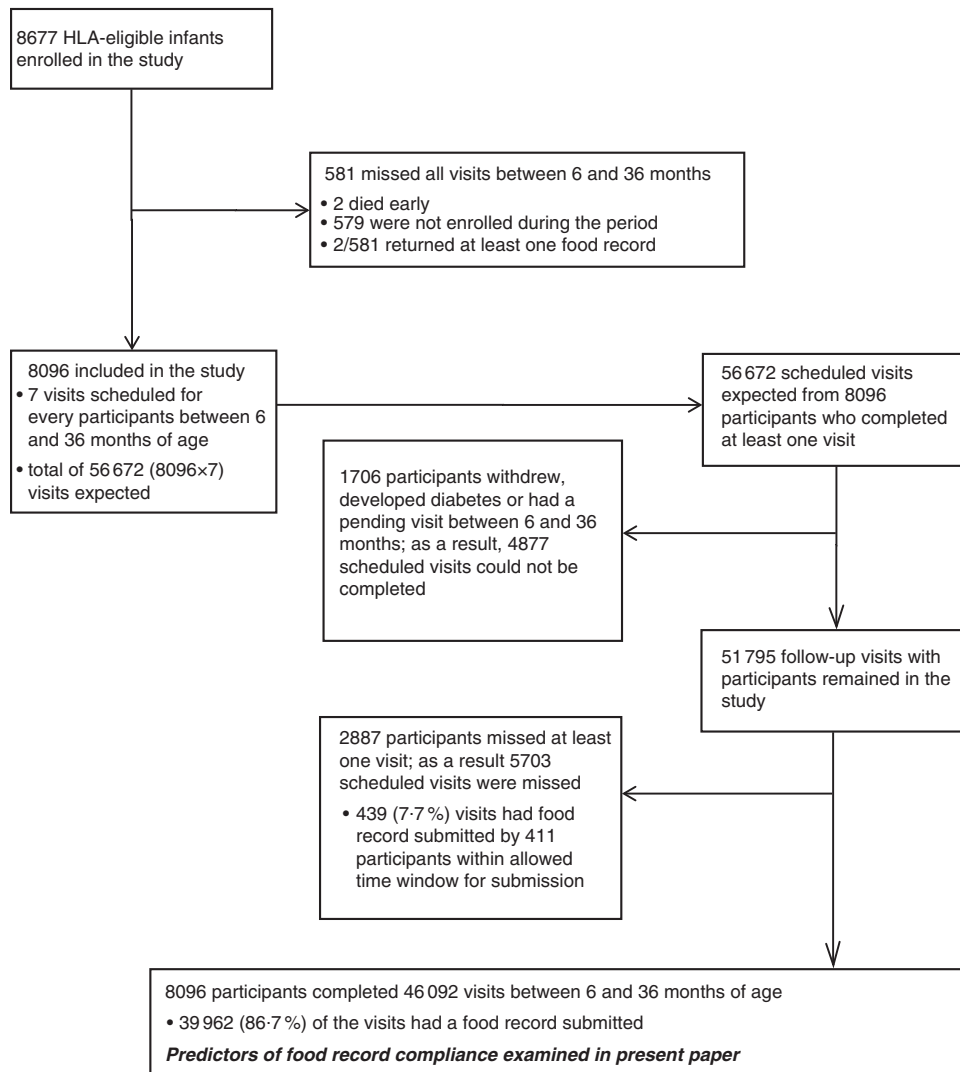 8677 HLA-eligible infants
enrolled in the study
581 missed all visits between 6 and 36 months
• 2 died early
• 579 were not enrolled during the period
• 2/581 returned at least one food record
8096 included in the study
• 7 visits scheduled for
every participants between 6
and 36 months of age
• total of 56 672 (8096×7)
visits expected
56 672 scheduled visits
expected from 8096
participants who completed
at least one visit
1706 participants withdrew,
developed diabetes or had a
pending visit between 6 and 36
months; as a result, 4877
scheduled visits could not be
completed
51 795 follow-up visits with
participants remained in the
study
2887 participants missed at least
one visit; as a result 5703
scheduled visits were missed
• 439 (7·7 %) visits had food
record submitted by 411
participants within allowed
time window for submission
8096 participants completed 46 092 visits between 6 and 36 months of age
• 39 962 (86·7 %) of the visits had a food record submitted
Predictors of food record compliance examined in present paper